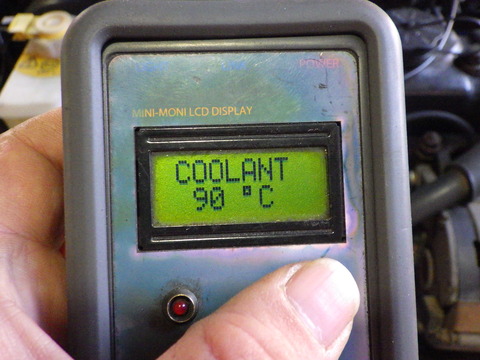 POWER
MINI-MONI LCD DISPLAY
COOLANT
90 °C